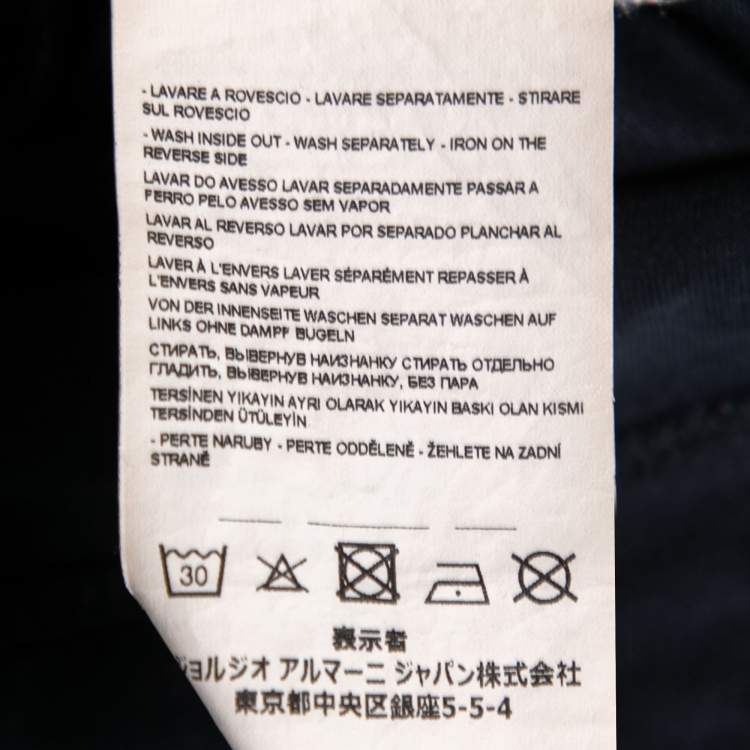 - LAVARE A ROVESCIO - LAVARE SEPARATAMENTE - STIRARE
SUL ROVESCIO
- WASH INSIDE OUT - WASH SEPARATELY - IRON ON THE
REVERSE SIDE
LAVAR DO AVESSO LAVAR SEPARADAMENTE PASSAR A
FERRO PELO AVESSO SEM VAPOR
LAVAR AL REVERSO LAVAR POR SEPARADO PLANCHAR AL
REVERSO
LAVER À L'ENVERS LAVER SÉPARÉMENT REPASSER À
L'ENVERS SANS VAPEUR
VON DER INNENSEITE WASCHEN SEPARAT WASCHEN AUF
LINKS OHNE DAMPF BUGELN
СТИРАТЬ, ВЫВЕРНУВ НАИЗНАНКУ СТИРАТЬ ОТДЕЛЬНО
ГЛАДИТЬ, ВЫВЕРНУВ НАИЗНАНКУ, БЕЗ ПАРА
TERSİNEN YIKAYIN AYRI OLARAK YIKAYIN BASKI OLAN KISMI
TERSİNDEN ÜTÜLEYİN
- PERTE NARUBY - PERTE ODDĚLENĚ - ŽEHLETE NA ZADNÍ
STRANĚ
30
表示者
ジョルジオ アルマーニ ジャパン株式会社
東京都中央区銀座5-5-4